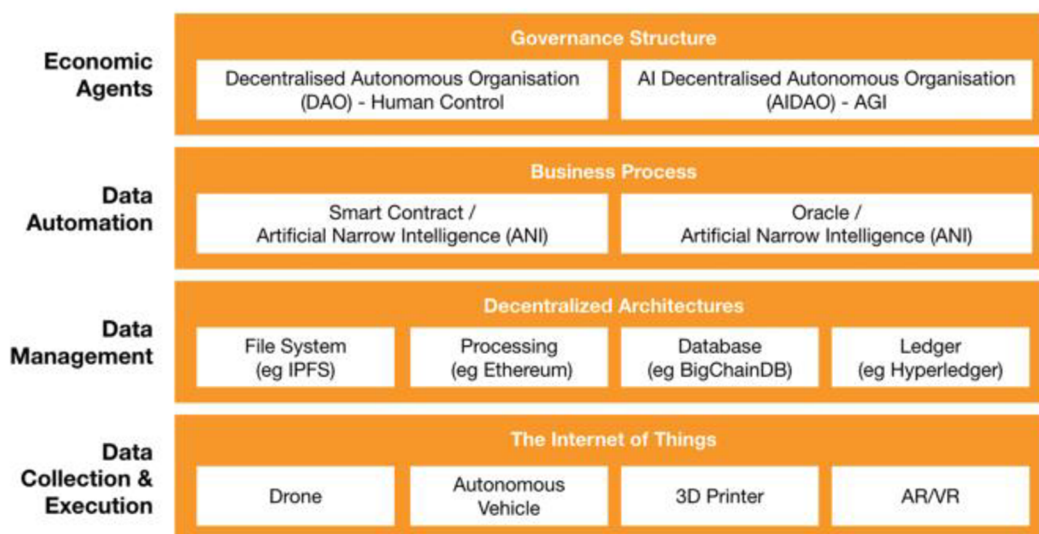 Economic
Agents
Governance Structure
Decentralised Autonomous Organisation
(DAO) - Human Control
AI Decentralised Autonomous Organisation
(AIDAO) - AGI
Data
Automation
Business Process
Smart Contract /
Artificial Narrow Intelligence (ANI)
Oracle /
Artificial Narrow Intelligence (ANI)
Data
Management
Decentralized Architectures
File System
(eg IPFS)
Processing
(eg Ethereum)
Database
(eg BigChainDB)
Ledger
(eg Hyperledger)
Data
Collection &
Execution
The Internet of Things
Drone
Autonomous
Vehicle
3D Printer
AR/VR